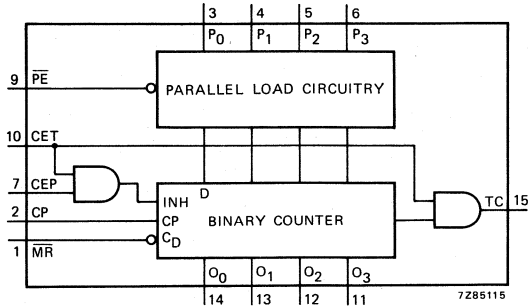 3 4 5 6
P0 P1 P2 P3
9 PE
PARALLEL LOAD CIRCUITRY
10 CET
7 CEP
D
INH
2 CP
CP BINARY COUNTER
TC 15
1 MR
CD
O0 O1 O2 O3
14 13 12 11
7Z85115